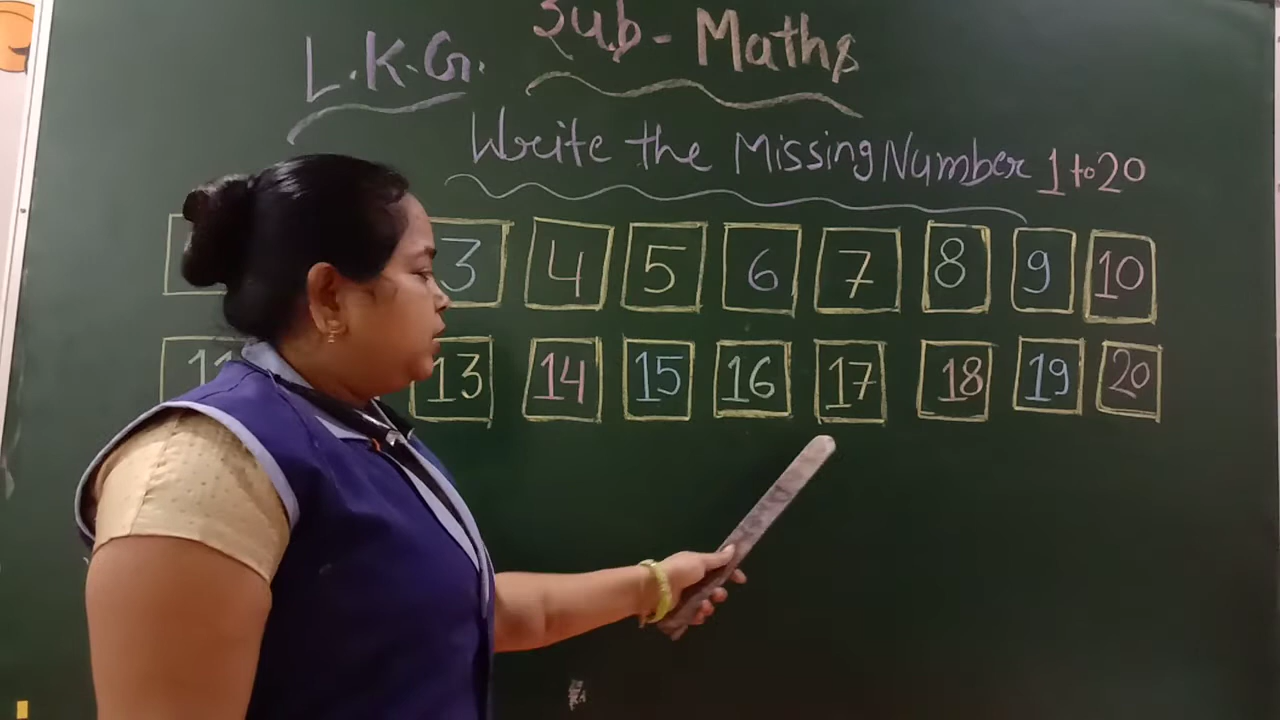 L.K.G. Sub - Maths
Write the Missing Number 1 to 20
3 4 5 6 7 8 9 10
11 13 14 15 16 17 18 19 20